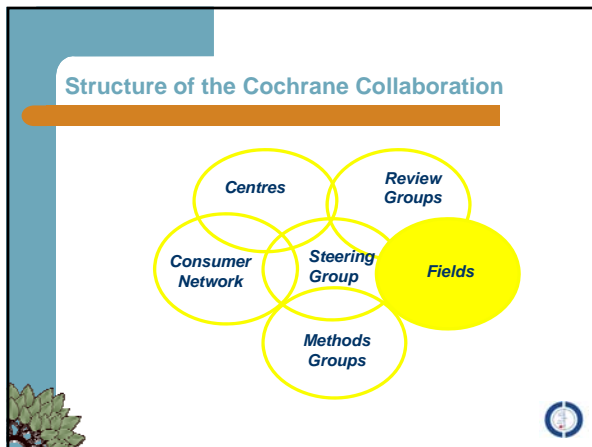 Structure of the Cochrane Collaboration
Centres
Review
Groups
Consumer
Network
Steering
Group
Fields
Methods
Groups